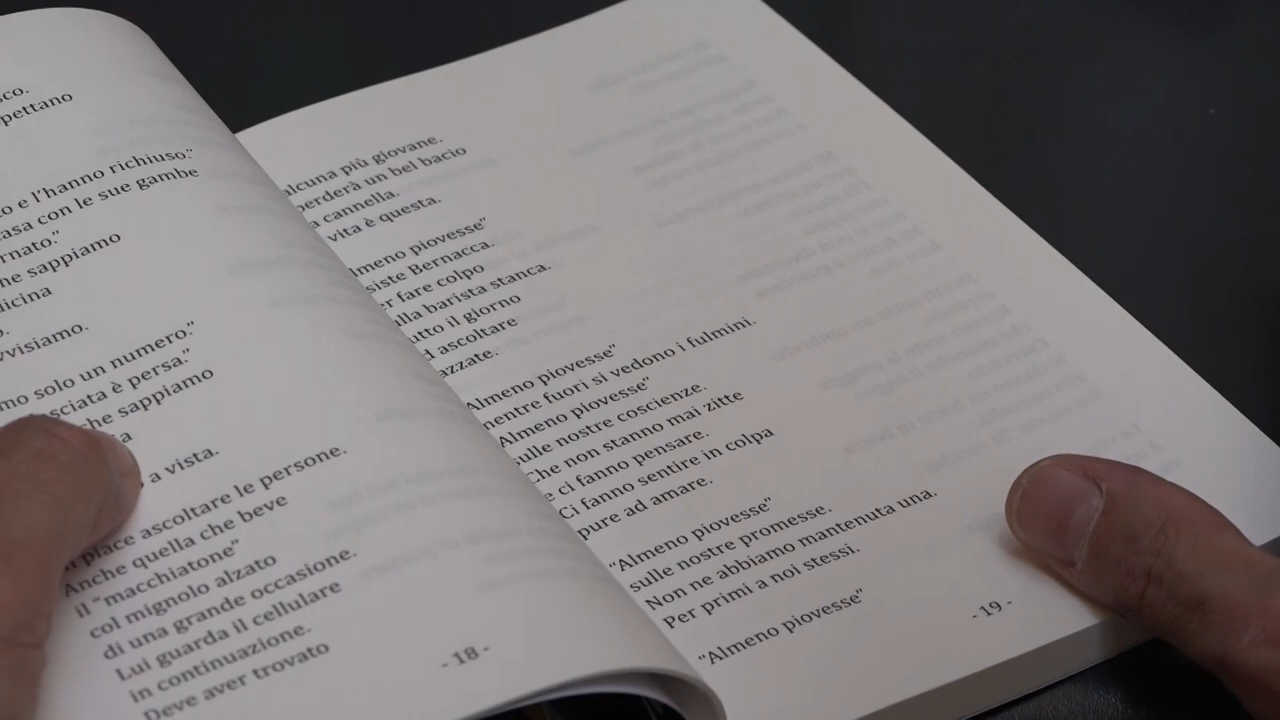 sco.
pettano
o e l'hanno richiuso."
casa con le sue gambe
rnato."
he sappiamo
dicina
o.
vvisiamo.
mo solo un numero."
sciata è persa."
che sappiamo
a vista.
place ascoltare le persone.
Anche quella che beve
il "macchiatone"
col mignolo alzato
di una grande occasione.
Lui guarda il cellulare
in continuazione.
Deve aver trovato
- 18 -
alcuna più giovane.
perderà un bel bacio
a cannella.
vita è questa.
lmeno piovesse"
siste Bernacca.
er fare colpo
ulla barista stanca.
utto il giorno
d ascoltare
azzate.
Almeno piovesse"
mentre fuori si vedono i fulmini.
Almeno piovesse"
sulle nostre coscienze.
Che non stanno mai zitte
e ci fanno pensare.
Ci fanno sentire in colpa
pure ad amare.
"Almeno piovesse"
sulle nostre promesse.
Non ne abbiamo mantenuta una.
Per primi a noi stessi.
"Almeno piovesse"
- 19 -